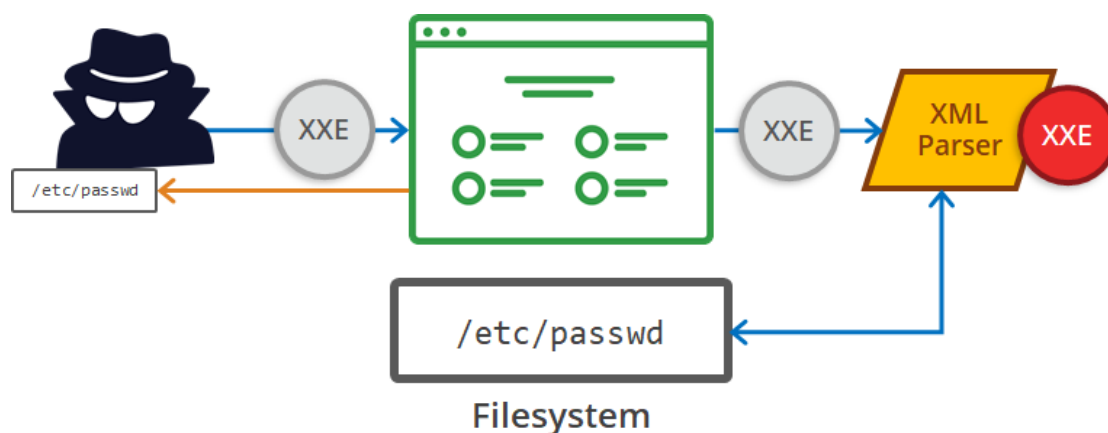 XXE
XXE
XML
Parser
XXE
/etc/passwd
/etc/passwd
Filesystem